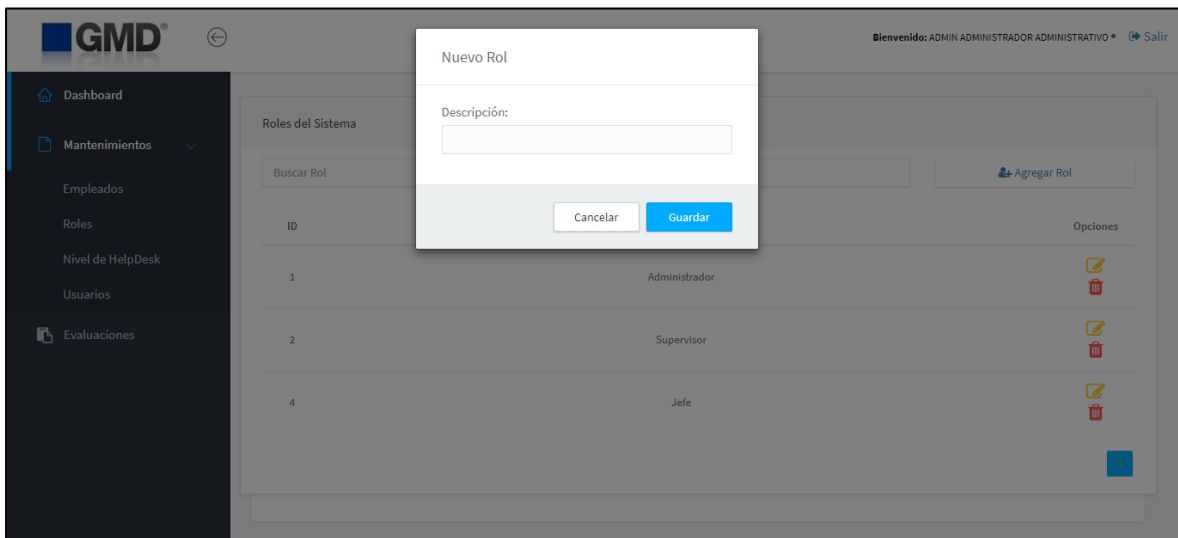 GMD®
Bienvenido: ADMIN ADMINISTRADOR ADMINISTRATIVO
Salir
Nuevo Rol
Descripción:
Cancelar
Guardar
Dashboard
Mantenimientos
Empleados
Roles
Nivel de HelpDesk
Usuarios
Evaluaciones
Roles del Sistema
Buscar Rol
Agregar Rol
ID
Opciones
1 Administrador
2 Supervisor
4 Jefe
1